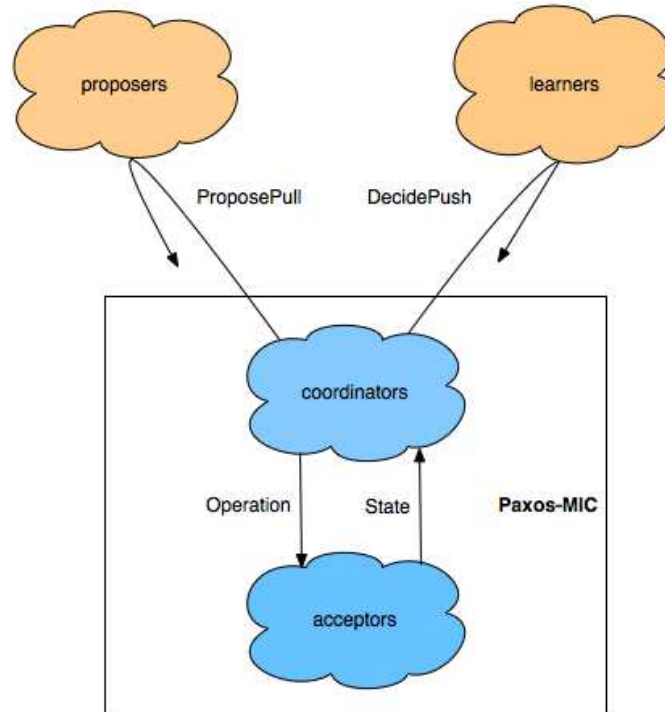 proposers
learners
ProposePull
DecidePush
coordinators
Operation
State
Paxos-MIC
acceptors